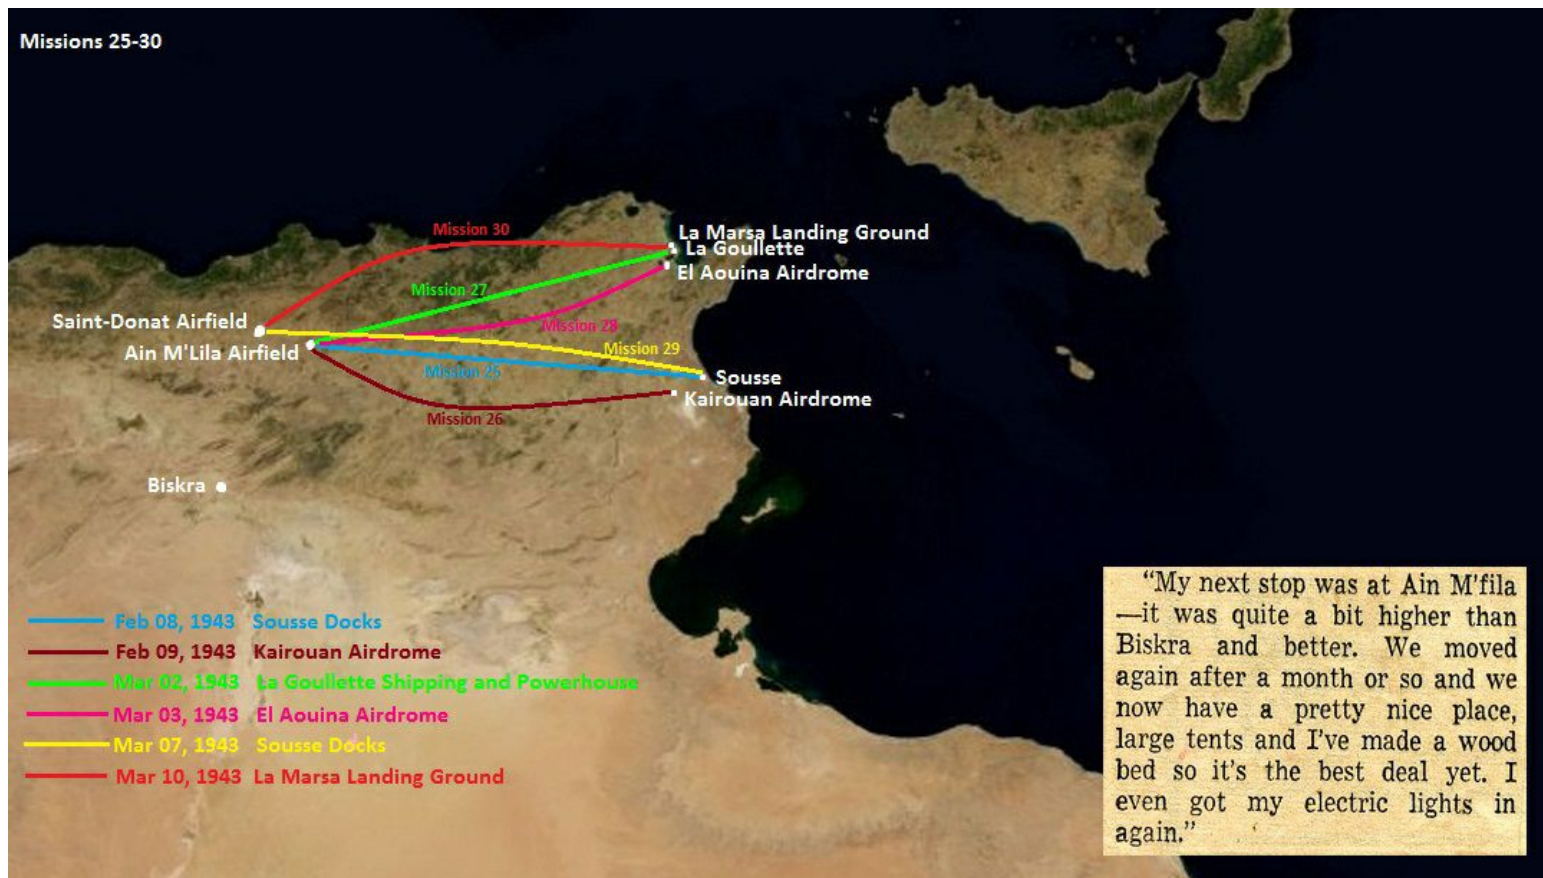 Missions 25-30
Mission 30
La Marsa Landing Ground
La Goullette
El Aouina Airdrome
Mission 27
Saint-Donat Airfield
Mission 28
Ain M'Lila Airfield
Mission 29
Mission 25
Sousse
Kairouan Airdrome
Mission 26
Biskra
Feb 08, 1943 Sousse Docks
Feb 09, 1943 Kairouan Airdrome
Mar 02, 1943 La Goullette Shipping and Powerhouse
Mar 03, 1943 El Aouina Airdrome
Mar 07, 1943 Sousse Docks
Mar 10, 1943 La Marsa Landing Ground
“My next stop was at Ain M'fila
—it was quite a bit higher than
Biskra and better. We moved
again after a month or so and we
now have a pretty nice place,
large tents and I've made a wood
bed so it's the best deal yet. I
even got my electric lights in
again.”